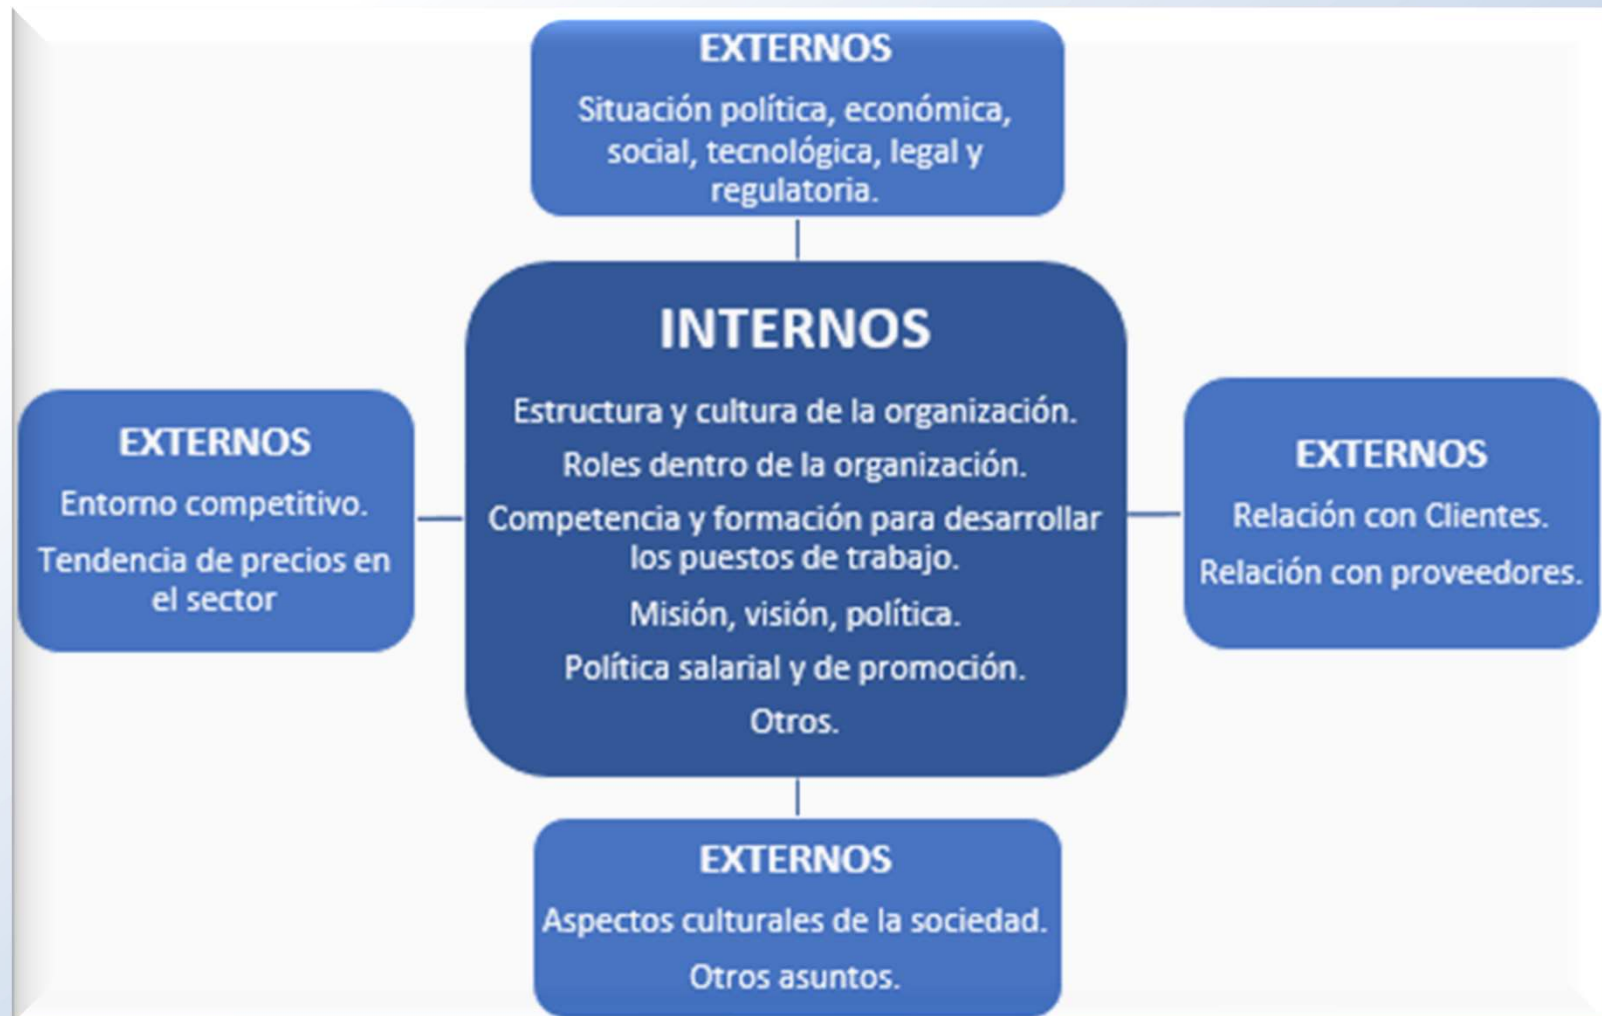 EXTERNOS
Situación política, económica,
social, tecnológica, legal y
regulatoria.
INTERNOS
Estructura y cultura de la organización.
Roles dentro de la organización.
Competencia y formación para desarrollar
los puestos de trabajo.
Misión, visión, política.
Política salarial y de promoción.
Otros.
EXTERNOS
Entorno competitivo.
Tendencia de precios en
el sector
EXTERNOS
Relación con Clientes.
Relación con proveedores.
EXTERNOS
Aspectos culturales de la sociedad.
Otros asuntos.